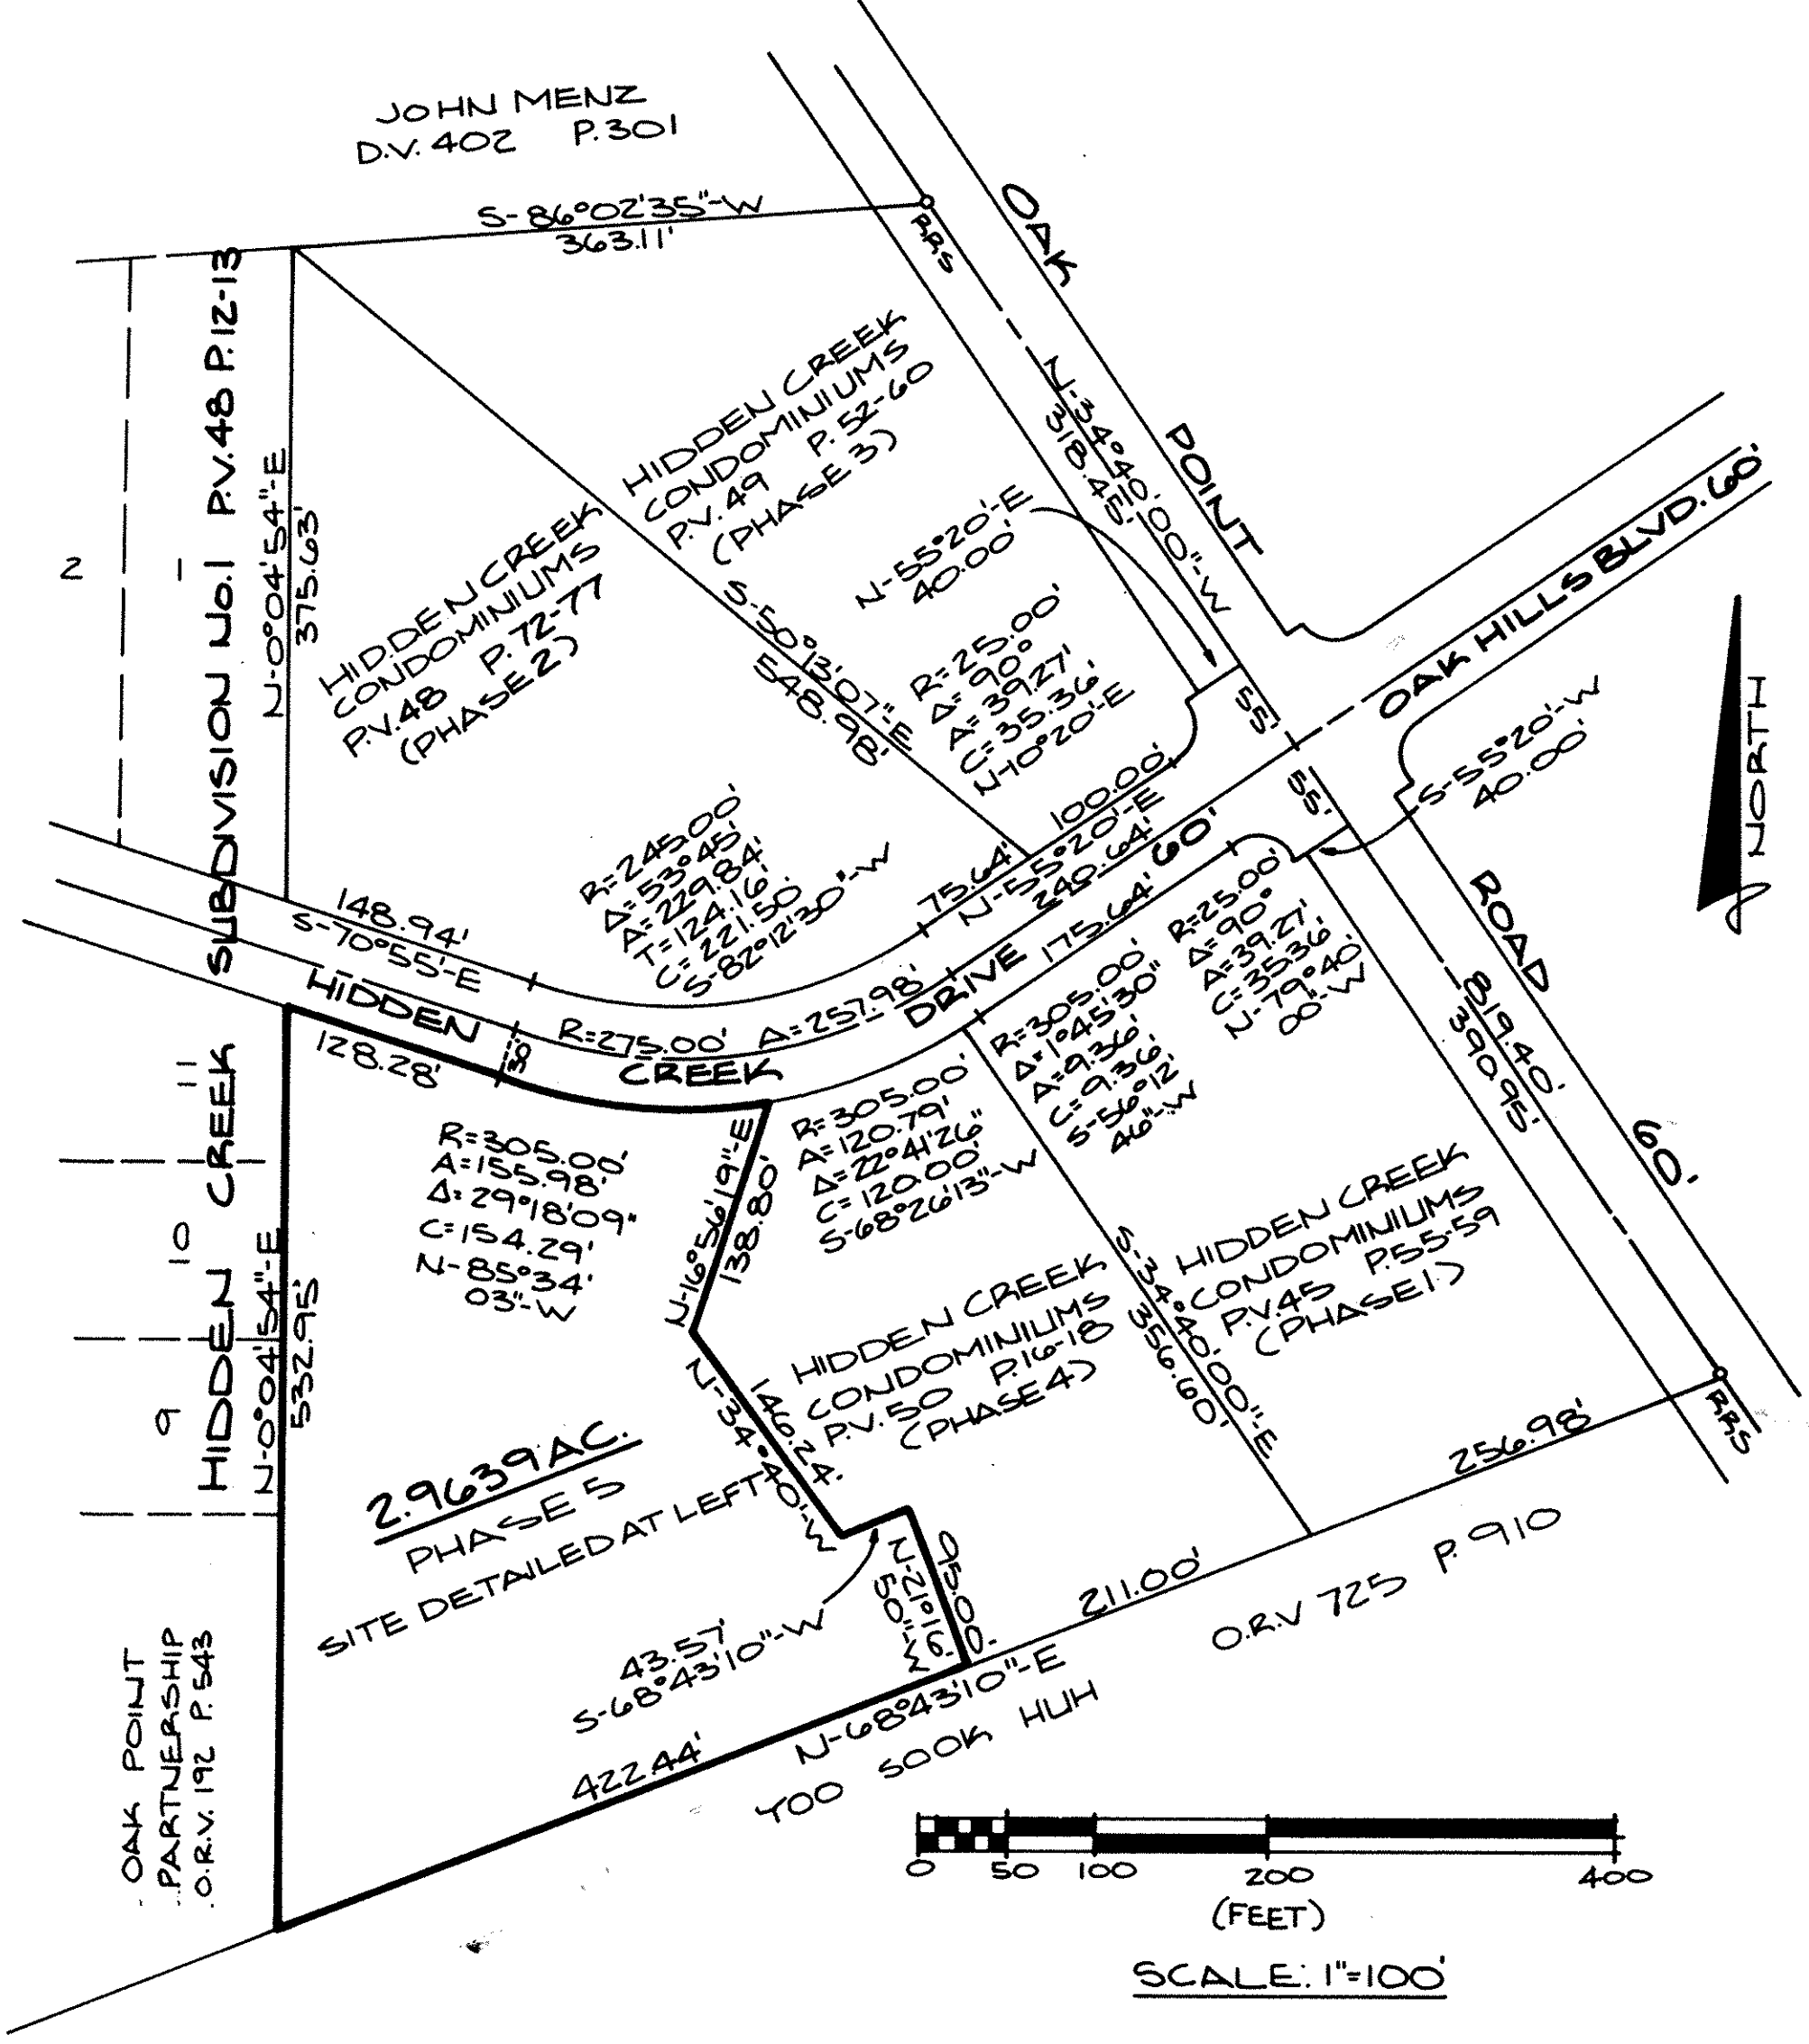 JOHN MENZ
D.V. 402 P. 301
S-86°02'35"-W
363.11'
RRS
OAK
POINT
ROAD
60'
N-34°40'00"-W
318.45'
HIDDEN CREEK
CONDOMINIUMS
P.V. 49 P. 52-60
(PHASE 3)
HIDDEN CREEK
CONDOMINIUMS
P.V. 48 P. 72-77
(PHASE 2)
2
1
HIDDEN CREEK SUBDIVISION No.1 P.V. 48 P. 12-13
N-0°04'54"-E
375.63'
S-50°13'07"-E
548.98'
N-55°20'-E
40.00'
R=25.00'
Δ=90°
A=39.27'
C=35.36'
N-10°20'-E
55'
55'
OAK HILLS BLVD. 60'
S-55°20'-W
40.00'
NORTH
100.00'
N-55°20'-E
240.64'
60'
75.64'
R=245.00'
Δ=53°45'
A=229.84'
T=124.16'
C=221.50'
S-82°12'30"-W
148.94'
S-70°55'-E
HIDDEN
CREEK
DRIVE
R=275.00' A=257.98'
175.64'
30'
128.28'
R=25.00'
Δ=90°
A=39.27'
C=35.36'
N-79°40'
00-W
R=305.00'
Δ=1°45'30"
A=9.36'
C=9.36'
S-56°12'
46"-W
819.40'
390.95'
11
10
9
R=305.00'
A=155.98'
Δ=29°18'09"
C=154.29'
N-85°34'
03"-W
N-16°56'19"-E
138.80'
R=305.00'
A=120.79'
Δ=22°41'26"
C=120.00'
S-68°26'13"-W
HIDDEN CREEK
CONDOMINIUMS
P.V. 45 P. 55-59
(PHASE 1)
S-34°40'00"-E
356.60'
HIDDEN CREEK
CONDOMINIUMS
P.V. 50 P. 16-18
(PHASE 4)
N-0°04'54"-E
532.95'
146.24'
N-34°40'0-W
2.9639 AC.
PHASE 5
SITE DETAILED AT LEFT
256.98'
RRS
43.57'
S-68°43'10"-W
95.00'
N-21°16'
50"-W
211.00'
O.R.V 725 P. 910
OAK POINT
PARTNERSHIP
O.R.V. 192 P. 543
422.44'
N-68°43'10"-E
YOO SOOK HUH
0 50 100 200 400
(FEET)
SCALE: 1"=100'